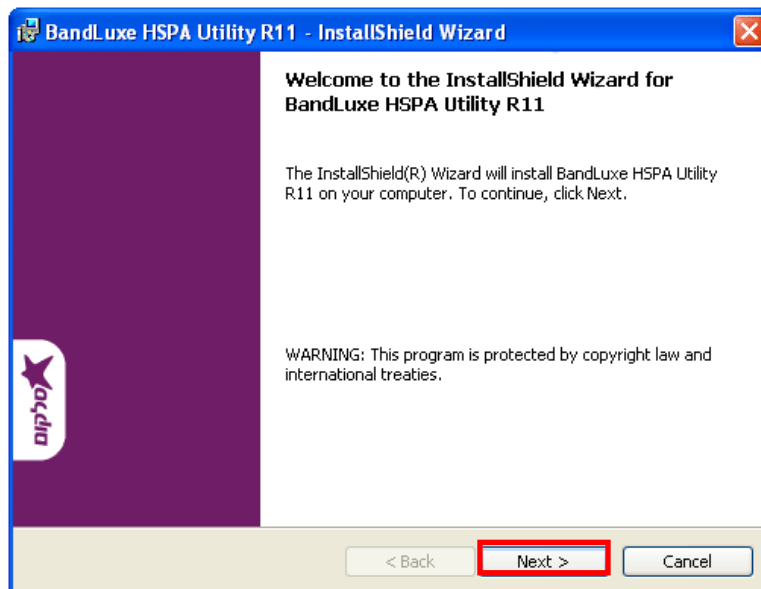 BandLuxe HSPA Utility R11 - InstallShield Wizard
Welcome to the InstallShield Wizard for
BandLuxe HSPA Utility R11
The InstallShield(R) Wizard will install BandLuxe HSPA Utility
R11 on your computer. To continue, click Next.
WARNING: This program is protected by copyright law and
international treaties.
סלקום
< Back
Next >
Cancel